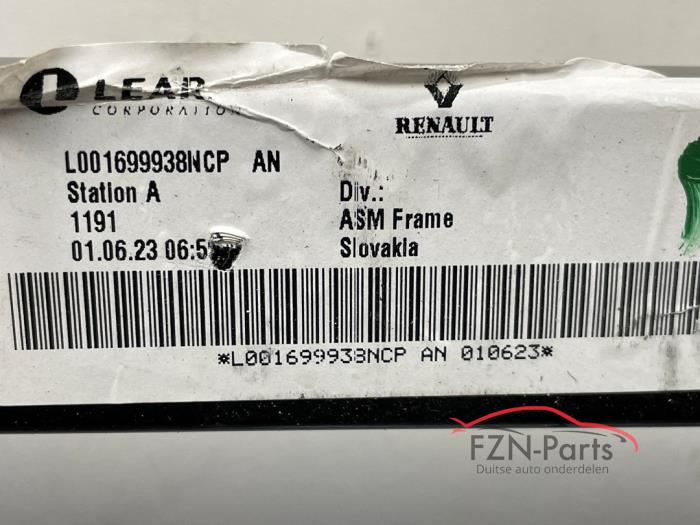 LEAR
CORPORATION
RENAULT
L001699938NCP AN
Station A
Div.:
1191
ASM Frame
01.06.23 06:5
Slovakia
*L001699938NCP AN 010623*
FZN-Parts
Duitse auto onderdelen